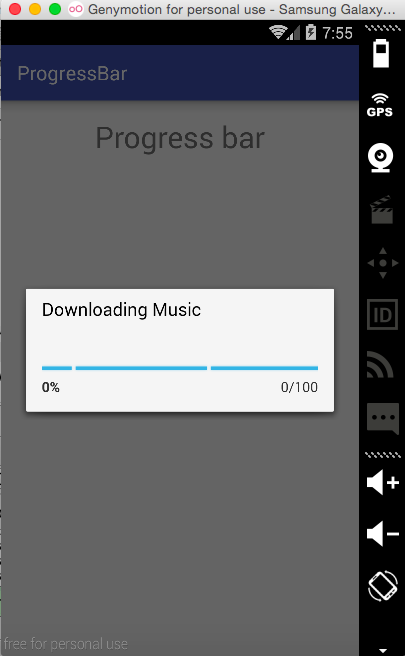 Genymotion for personal use - Samsung Galaxy...
7:55
ProgressBar
GPS
Progress bar
ID
Downloading Music
0%
0/100
free for personal use